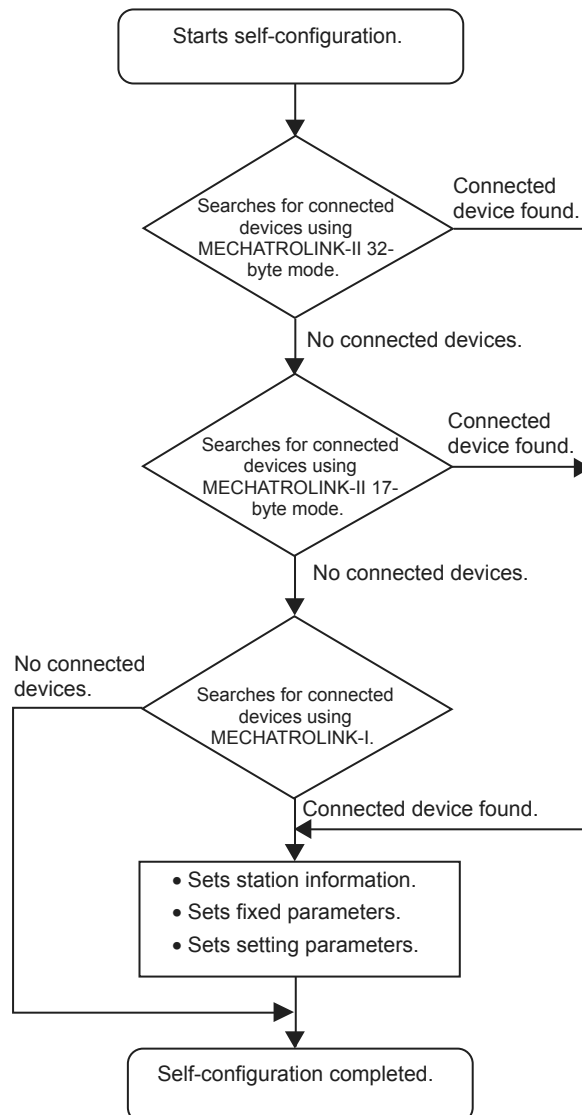 Starts self-configuration.
Connected
device found.
Searches for connected
devices using
MECHATROLINK-II 32-
byte mode.
No connected devices.
Connected
device found.
Searches for connected
devices using
MECHATROLINK-II 17-
byte mode.
No connected devices.
No connected
devices.
Searches for connected
devices using
MECHATROLINK-I.
Connected device found.
• Sets station information.
• Sets fixed parameters.
• Sets setting parameters.
Self-configuration completed.